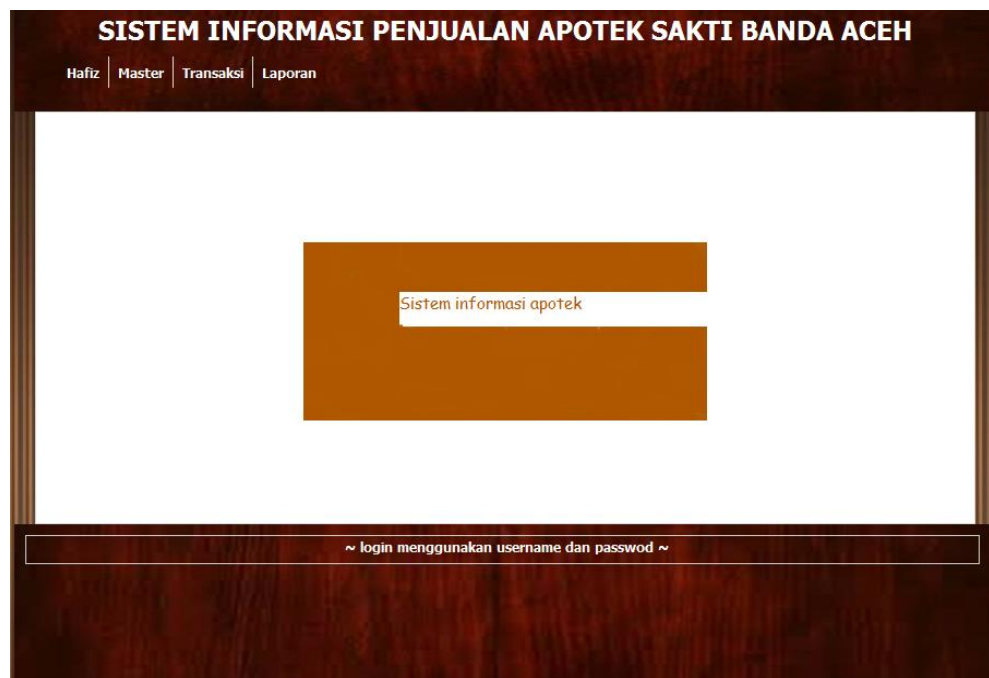 SISTEM INFORMASI PENJUALAN APOTEK SAKTI BANDA ACEH
Hafiz Master Transaksi Laporan
Sistem informasi apotek
~ login menggunakan username dan passwod ~